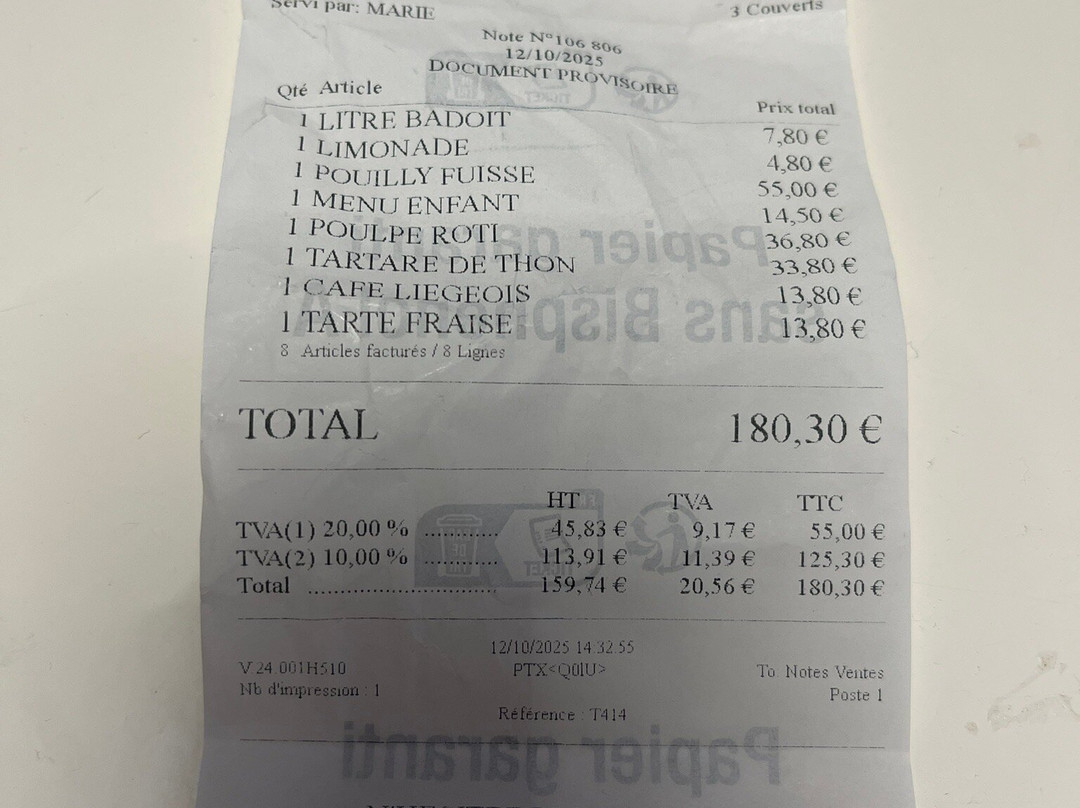 Servi par: MARIE
3 Couverts
Note N°106 806
12/10/2025
DOCUMENT PROVISOIRE
Qté Article Prix total
1 LITRE BADOIT 7,80 €
1 LIMONADE 4,80 €
1 POUILLY FUISSE 55,00 €
1 MENU ENFANT 14,50 €
1 POULPE ROTI 36,80 €
1 TARTARE DE THON 33,80 €
1 CAFE LIEGEOIS 13,80 €
1 TARTE FRAISE 13,80 €
8 Articles facturés / 8 Lignes
TOTAL 180,30 €
HT TVA TTC
TVA(1) 20,00 % ............ 45,83 € 9,17 € 55,00 €
TVA(2) 10,00 % ............ 113,91 € 11,39 € 125,30 €
Total ............................... 159,74 € 20,56 € 180,30 €
12/10/2025 14:32:55
V 24.001H510 PTX<Q0lU> To. Notes Ventes
Nb d'impression : 1 Poste 1
Référence : T414
Papier garanti
sans Bisph
Papier garanti